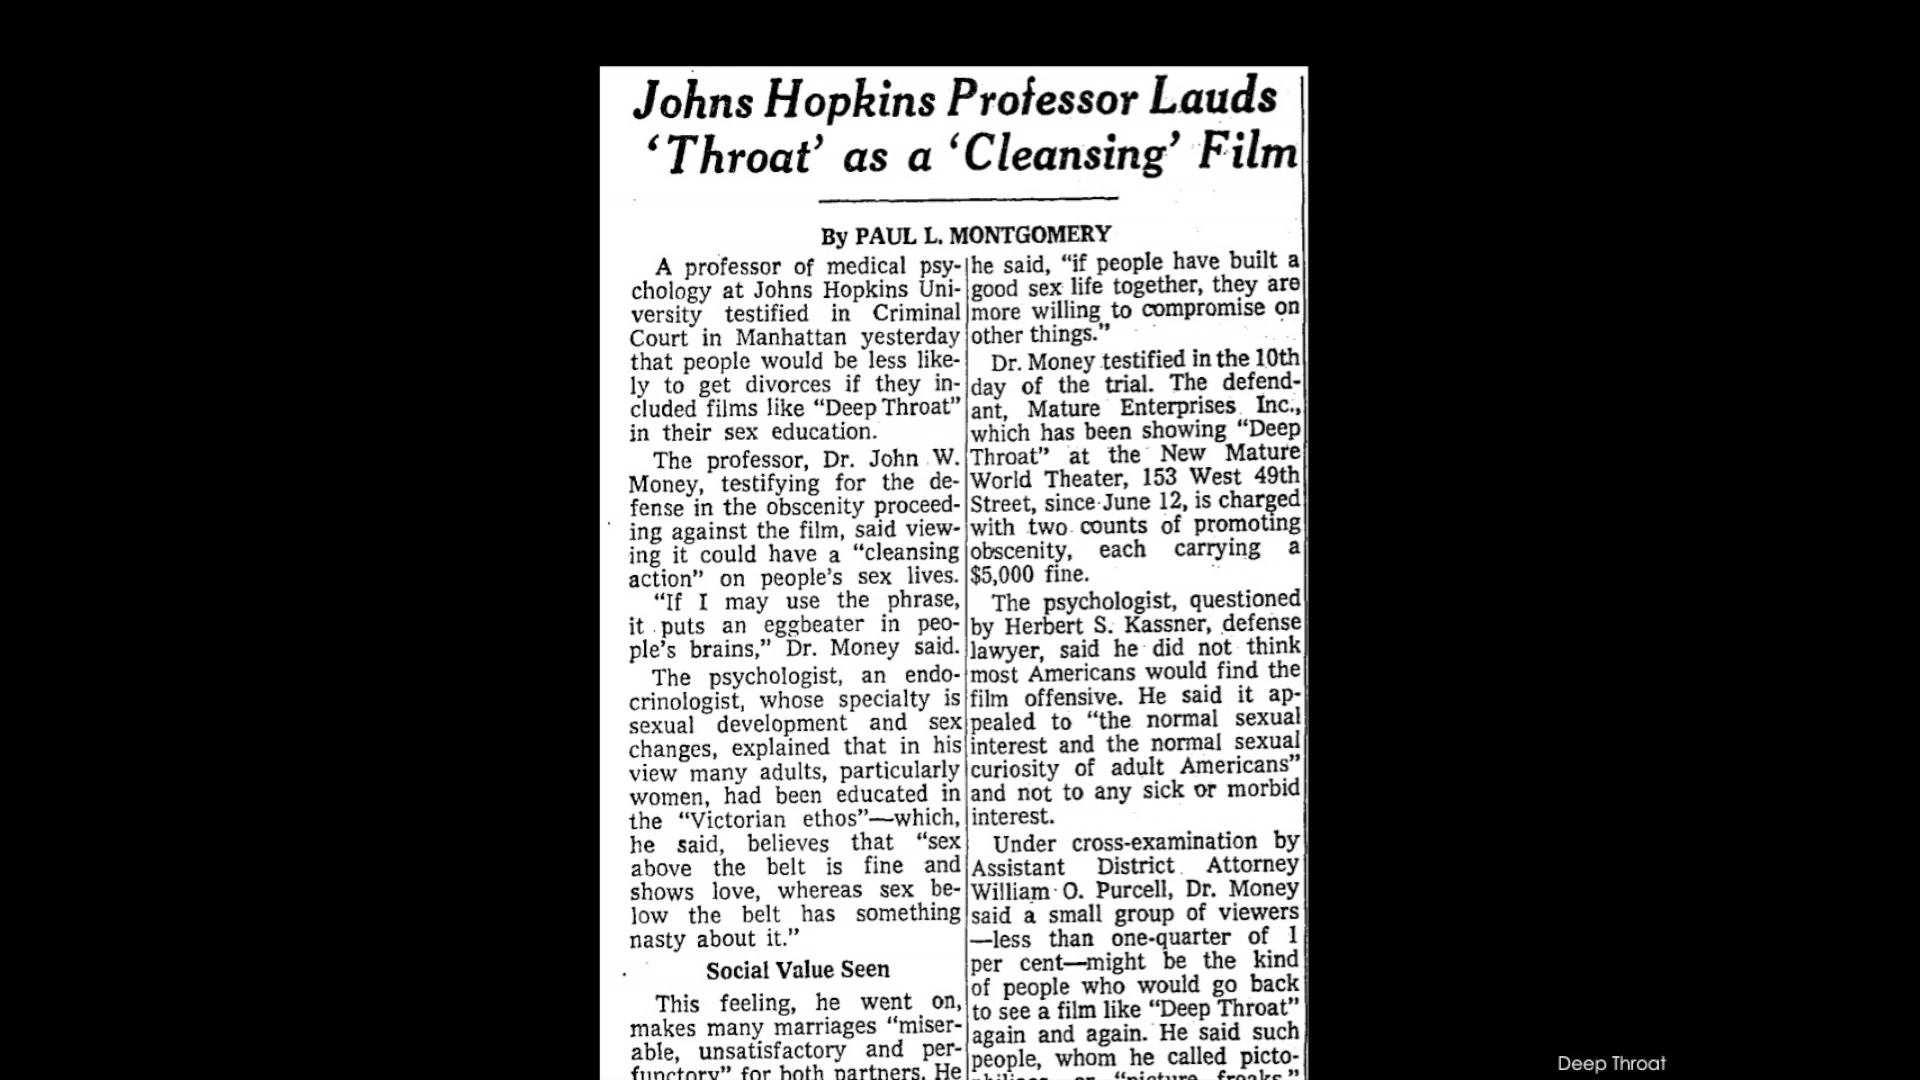 Johns Hopkins Professor Lauds
‘Throat’ as a ‘Cleansing’ Film
By PAUL L. MONTGOMERY
A professor of medical psy-
chology at Johns Hopkins Uni-
versity testified in Criminal
Court in Manhattan yesterday
that people would be less like-
ly to get divorces if they in-
cluded films like “Deep Throat”
in their sex education.
The professor, Dr. John W.
Money, testifying for the de-
fense in the obscenity proceed-
ing against the film, said view-
ing it could have a “cleansing
action” on people’s sex lives.
“If I may use the phrase,
it puts an eggbeater in peo-
ple’s brains,” Dr. Money said.
The psychologist, an endo-
crinologist, whose specialty is
sexual development and sex
changes, explained that in his
view many adults, particularly
women, had been educated in
the “Victorian ethos”—which,
he said, believes that “sex
above the belt is fine and
shows love, whereas sex be-
low the belt has something
nasty about it.”
Social Value Seen
This feeling, he went on,
makes many marriages “miser-
able, unsatisfactory and per-
functory” for both partners. He
he said, “if people have built a
good sex life together, they are
more willing to compromise on
other things.”
Dr. Money testified in the 10th
day of the trial. The defend-
ant, Mature Enterprises Inc.,
which has been showing “Deep
Throat” at the New Mature
World Theater, 153 West 49th
Street, since June 12, is charged
with two counts of promoting
obscenity, each carrying a
$5,000 fine.
The psychologist, questioned
by Herbert S. Kassner, defense
lawyer, said he did not think
most Americans would find the
film offensive. He said it ap-
pealed to “the normal sexual
interest and the normal sexual
curiosity of adult Americans”
and not to any sick or morbid
interest.
Under cross-examination by
Assistant District Attorney
William O. Purcell, Dr. Money
said a small group of viewers
—less than one-quarter of 1
per cent—might be the kind
of people who would go back
to see a film like “Deep Throat”
again and again. He said such
people, whom he called picto-
philiacs or “picture freaks,”
Deep Throat